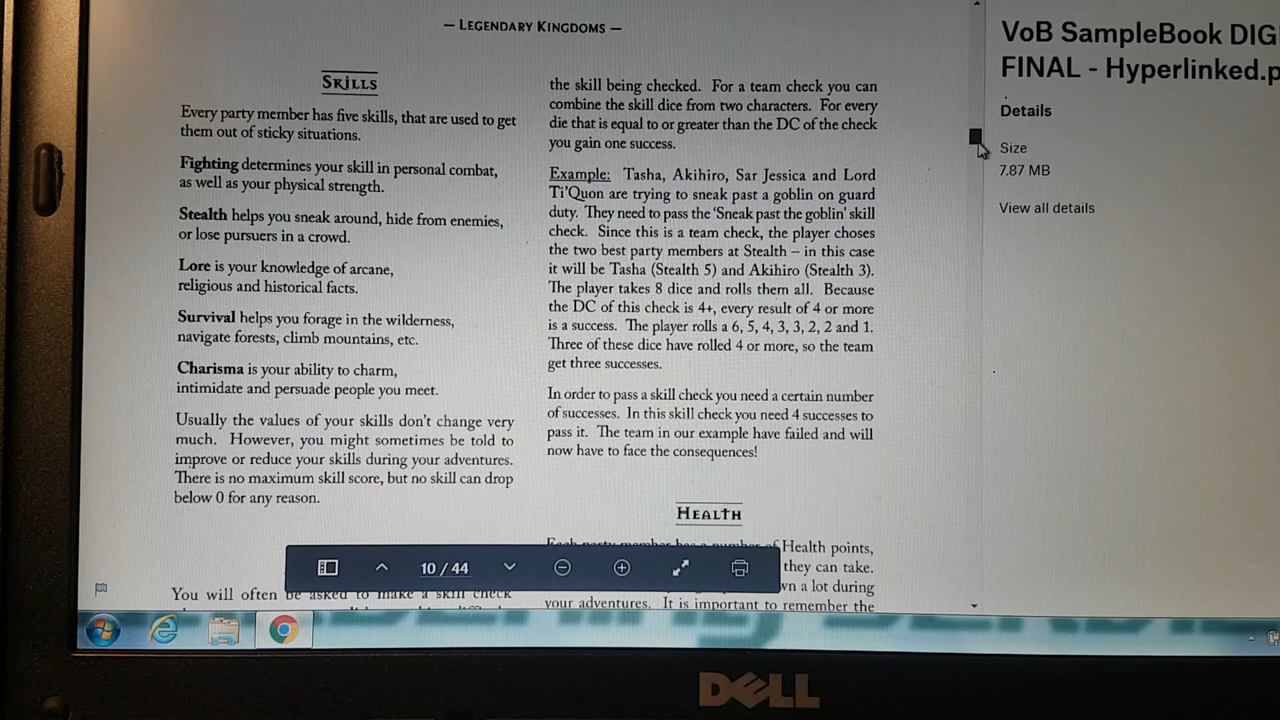 — Legendary Kingdoms —
Skills
Every party member has five skills, that are used to get
them out of sticky situations.
Fighting determines your skill in personal combat,
as well as your physical strength.
Stealth helps you sneak around, hide from enemies,
or lose pursuers in a crowd.
Lore is your knowledge of arcane,
religious and historical facts.
Survival helps you forage in the wilderness,
navigate forests, climb mountains, etc.
Charisma is your ability to charm,
intimidate and persuade people you meet.
Usually the values of your skills don't change very
much. However, you might sometimes be told to
improve or reduce your skills during your adventures.
There is no maximum skill score, but no skill can drop
below 0 for any reason.
You will often be asked to make a skill check
the skill being checked. For a team check you can
combine the skill dice from two characters. For every
die that is equal to or greater than the DC of the check
you gain one success.
Example: Tasha, Akihiro, Sar Jessica and Lord
Ti'Quon are trying to sneak past a goblin on guard
duty. They need to pass the 'Sneak past the goblin' skill
check. Since this is a team check, the player choses
the two best party members at Stealth – in this case
it will be Tasha (Stealth 5) and Akihiro (Stealth 3).
The player takes 8 dice and rolls them all. Because
the DC of this check is 4+, every result of 4 or more
is a success. The player rolls a 6, 5, 4, 3, 3, 2, 2 and 1.
Three of these dice have rolled 4 or more, so the team
get three successes.
In order to pass a skill check you need a certain number
of successes. In this skill check you need 4 successes to
pass it. The team in our example have failed and will
now have to face the consequences!
Health
Each party member has a number of Health points,
they can take.
wn a lot during
your adventures. It is important to remember the
10 / 44
VoB SampleBook DIG
FINAL - Hyperlinked.p
Details
Size
7.87 MB
View all details
DELL